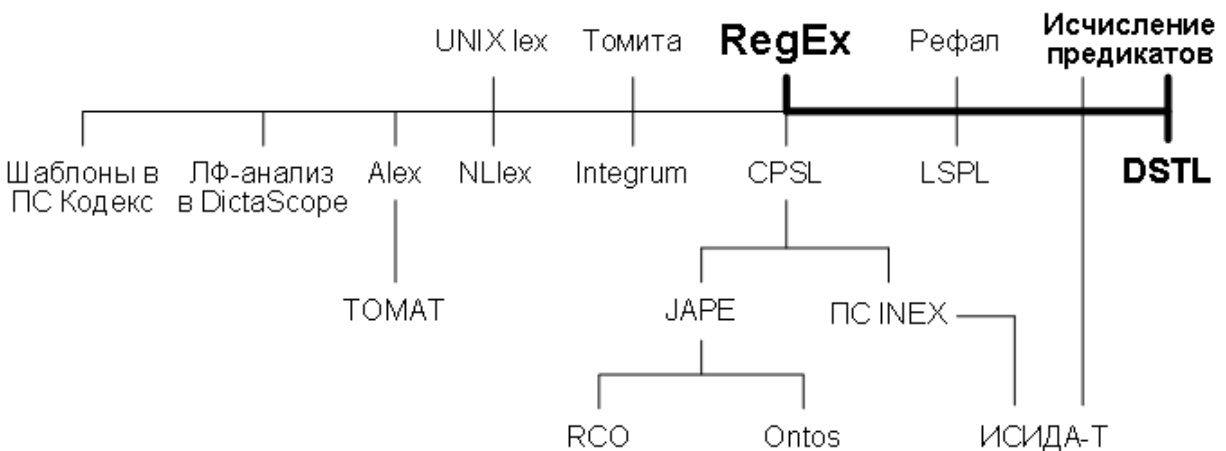 UNIX lex
Томита
RegEx
Рефал
Исчисление
предикатов
Шаблоны в
ПС Кодекс
ЛФ-анализ
в DictaScope
Alex
NLlex
Integrum
CPSL
LSPL
DSTL
ТОМАТ
JAPE
ПС INEX
RCO
Ontos
ИСИДА-Т